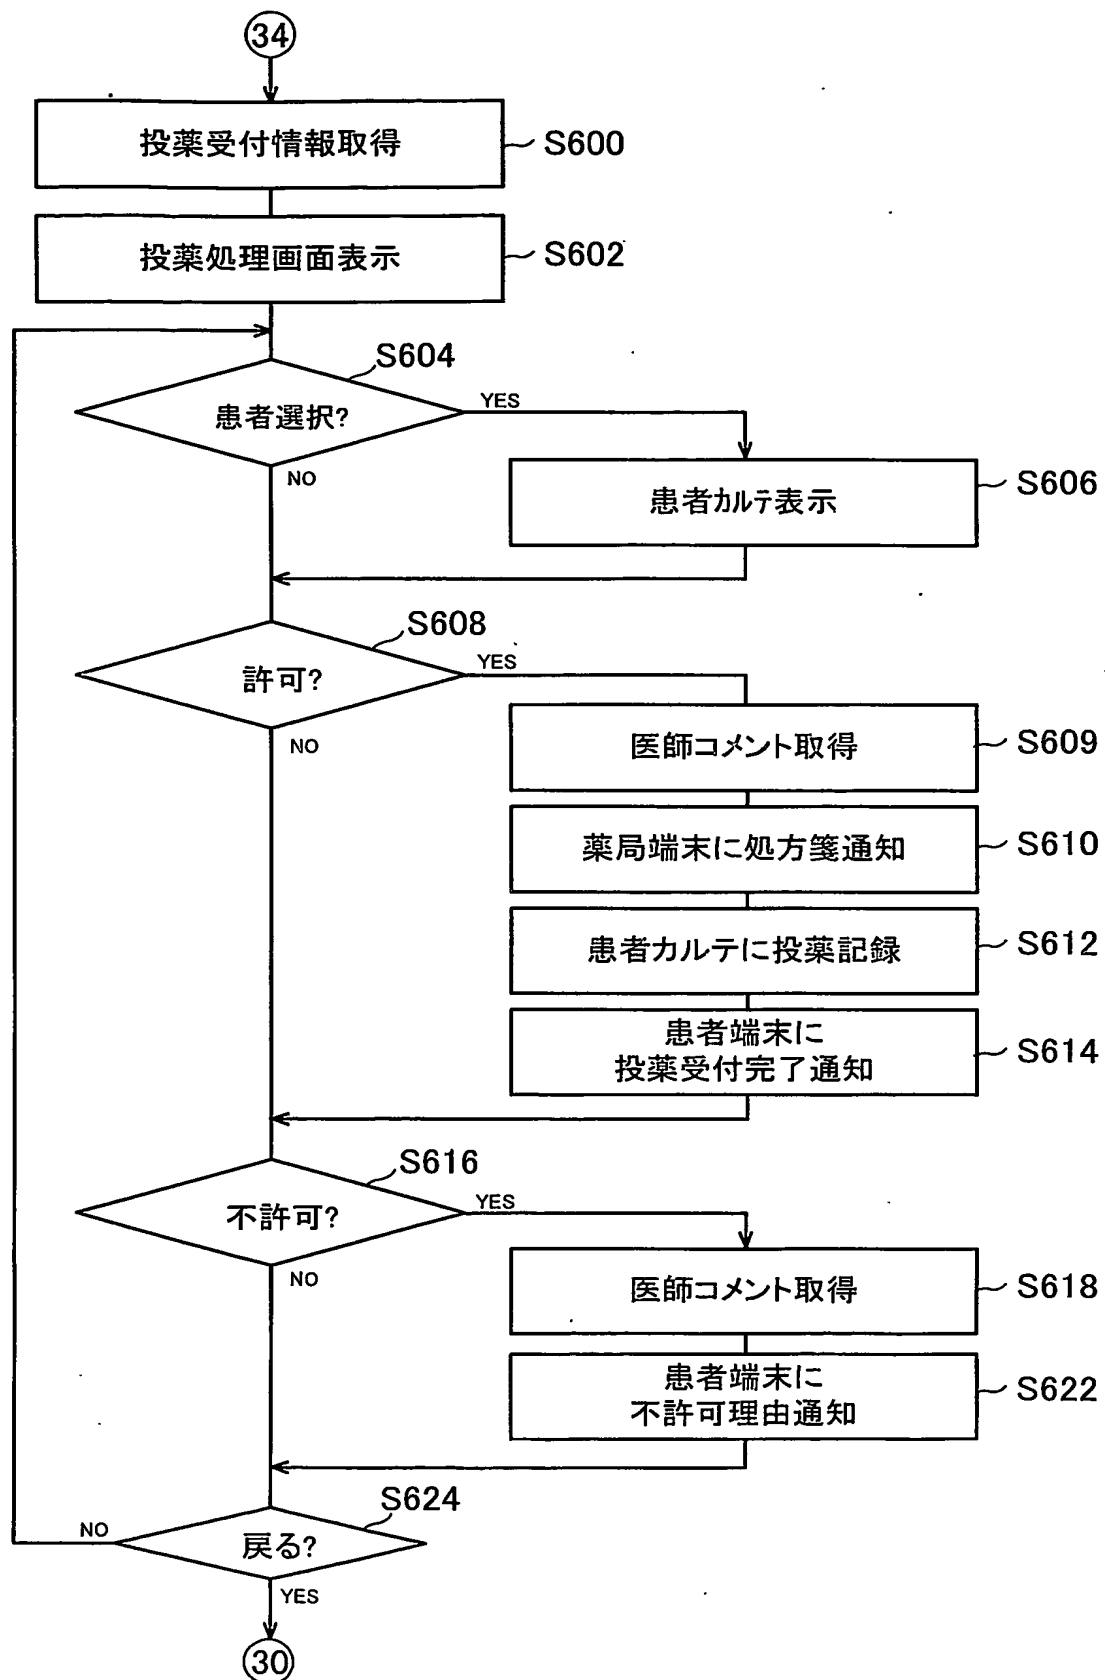 34
投薬受付情報取得
S600
投薬処理画面表示
S602
S604
患者選択?
YES
NO
患者カルテ表示
S606
S608
許可?
YES
NO
医師コメント取得
S609
薬局端末に処方箋通知
S610
患者カルテに投薬記録
S612
患者端末に
投薬受付完了通知
S614
S616
不許可?
YES
NO
医師コメント取得
S618
患者端末に
不許可理由通知
S622
S624
戻る?
NO
YES
30